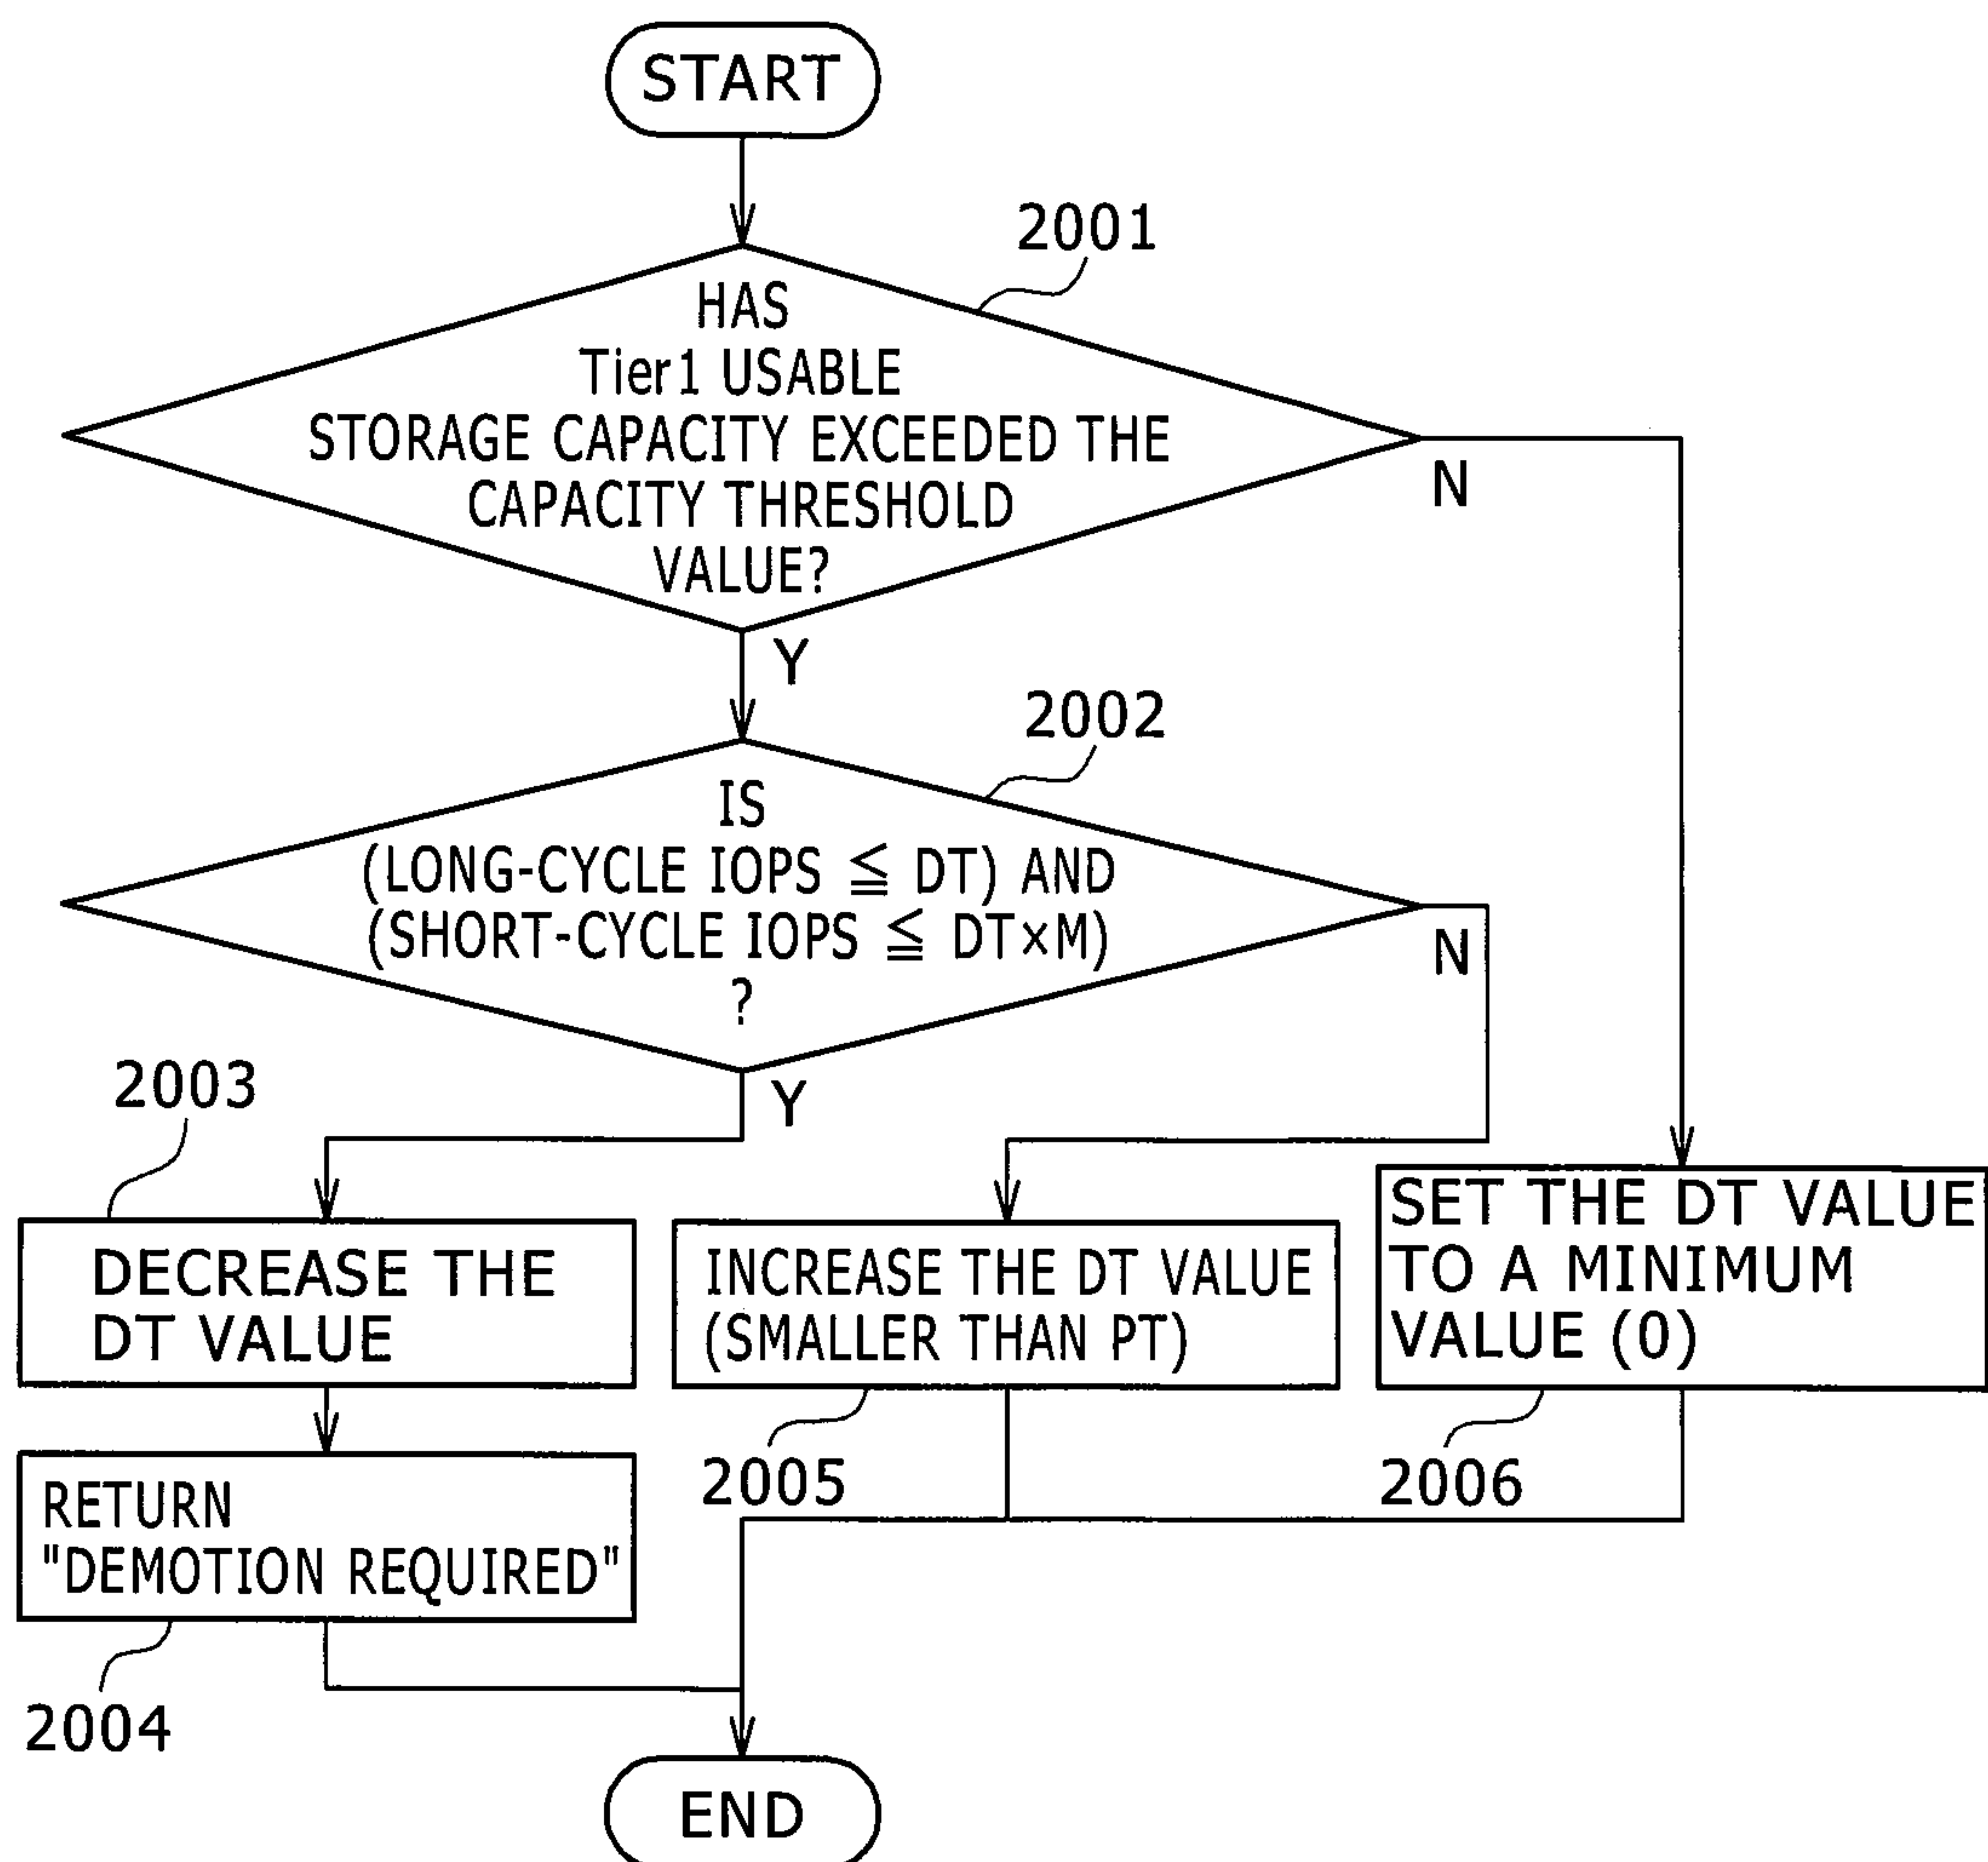 START
2001
HAS
Tier1 USABLE
STORAGE CAPACITY EXCEEDED THE
CAPACITY THRESHOLD
VALUE?
N
Y
2002
IS
(LONG-CYCLE IOPS ≦ DT) AND
(SHORT-CYCLE IOPS ≦ DT×M)
?
N
Y
2003
DECREASE THE
DT VALUE
INCREASE THE DT VALUE
(SMALLER THAN PT)
SET THE DT VALUE
TO A MINIMUM
VALUE (0)
2005
2006
RETURN
"DEMOTION REQUIRED"
2004
END